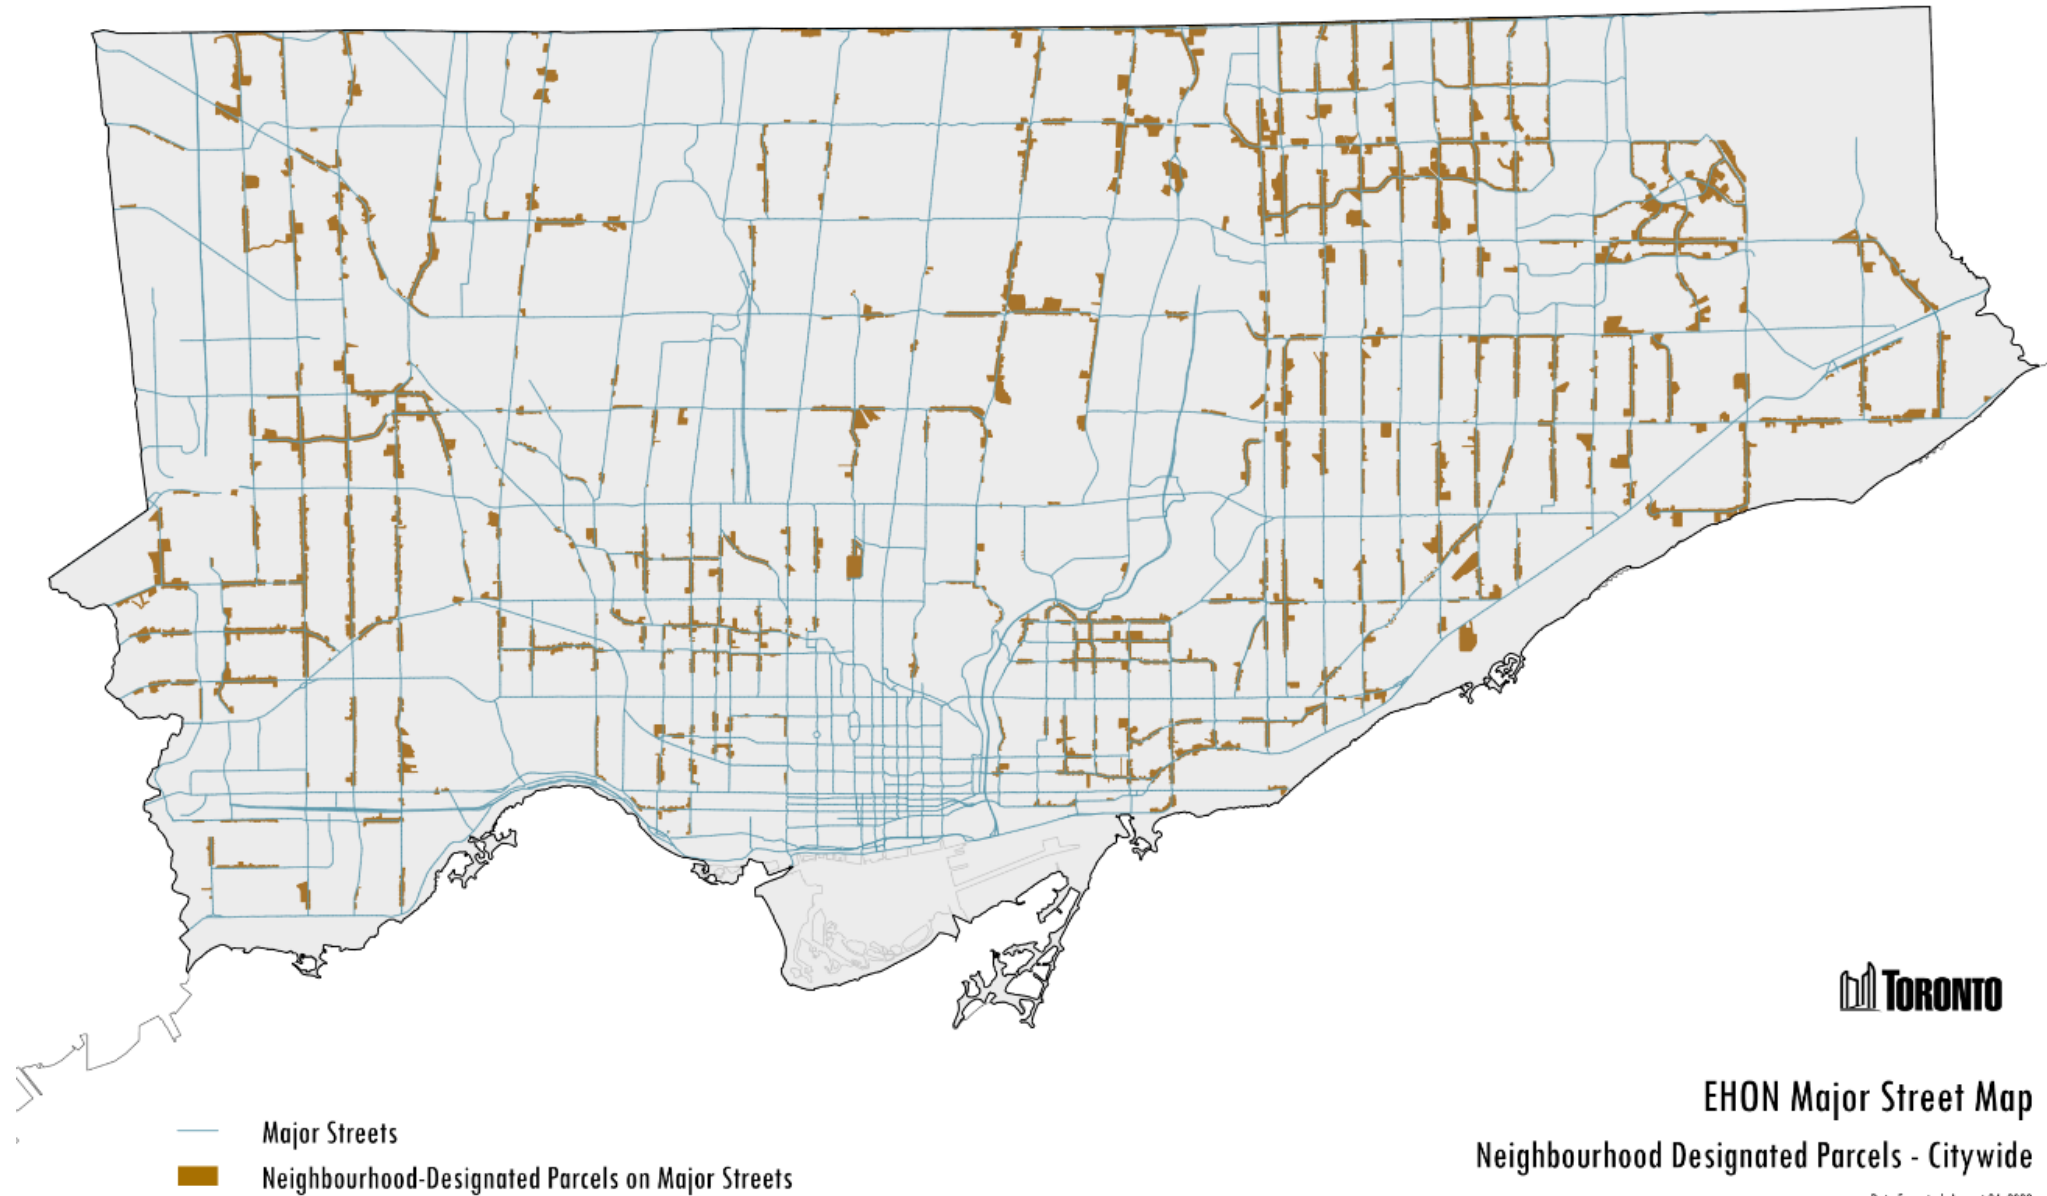 TORONTO
EHON Major Street Map
Neighbourhood Designated Parcels - Citywide
Major Streets
Neighbourhood-Designated Parcels on Major Streets